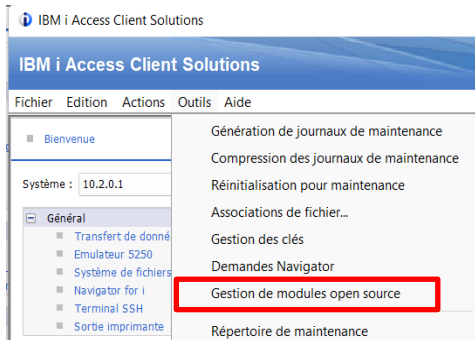 IBM i Access Client Solutions
IBM i Access Client Solutions
Fichier Edition Actions Outils Aide
Bienvenue
Système : 10.2.0.1
Général
Transfert de donné
Emulateur 5250
Système de fichiers
Navigator for i
Terminal SSH
Sortie imprimante
Génération de journaux de maintenance
Compression des journaux de maintenance
Réinitialisation pour maintenance
Associations de fichier...
Gestion des clés
Demandes Navigator
Gestion de modules open source
Répertoire de maintenance